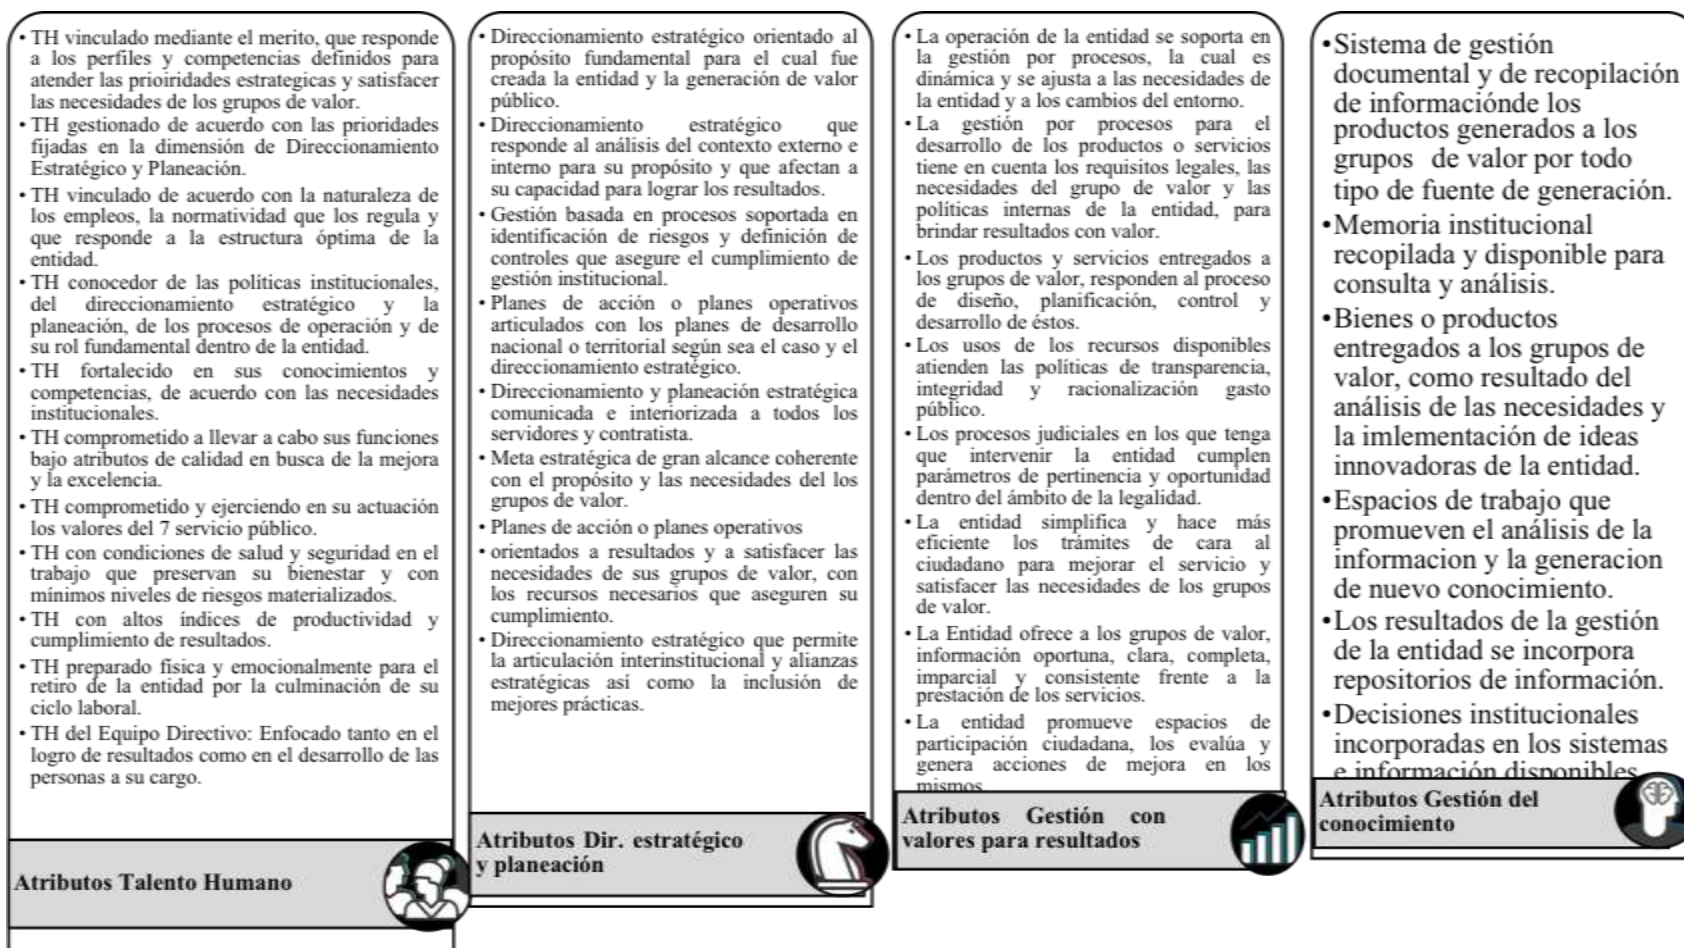 • TH vinculado mediante el merito, que responde
a los perfiles y competencias definidos para
atender las prioiridades estrategicas y satisfacer
las necesidades de los grupos de valor.
• TH gestionado de acuerdo con las prioridades
fijadas en la dimensión de Direccionamiento
Estratégico y Planeación.
• TH vinculado de acuerdo con la naturaleza de
los empleos, la normatividad que los regula y
que responde a la estructura óptima de la
entidad.
• TH conocedor de las políticas institucionales,
del direccionamiento estratégico y la
planeación, de los procesos de operación y de
su rol fundamental dentro de la entidad.
• TH fortalecido en sus conocimientos y
competencias, de acuerdo con las necesidades
institucionales.
• TH comprometido a llevar a cabo sus funciones
bajo atributos de calidad en busca de la mejora
y la excelencia.
• TH comprometido y ejerciendo en su actuación
los valores del 7 servicio público.
• TH con condiciones de salud y seguridad en el
trabajo que preservan su bienestar y con
mínimos niveles de riesgos materializados.
• TH con altos índices de productividad y
cumplimiento de resultados.
• TH preparado física y emocionalmente para el
retiro de la entidad por la culminación de su
ciclo laboral.
• TH del Equipo Directivo: Enfocado tanto en el
logro de resultados como en el desarrollo de las
personas a su cargo.
Atributos Talento Humano
• Direccionamiento estratégico orientado al
propósito fundamental para el cual fue
creada la entidad y la generación de valor
público.
• Direccionamiento estratégico que
responde al análisis del contexto externo e
interno para su propósito y que afectan a
su capacidad para lograr los resultados.
• Gestión basada en procesos soportada en
identificación de riesgos y definición de
controles que asegure el cumplimiento de
gestión institucional.
• Planes de acción o planes operativos
articulados con los planes de desarrollo
nacional o territorial según sea el caso y el
direccionamiento estratégico.
• Direccionamiento y planeación estratégica
comunicada e interiorizada a todos los
servidores y contratista.
• Meta estratégica de gran alcance coherente
con el propósito y las necesidades del los
grupos de valor.
• Planes de acción o planes operativos
• orientados a resultados y a satisfacer las
necesidades de sus grupos de valor, con
los recursos necesarios que aseguren su
cumplimiento.
• Direccionamiento estratégico que permite
la articulación interinstitucional y alianzas
estratégicas así como la inclusión de
mejores prácticas.
Atributos Dir. estratégico
y planeación
• La operación de la entidad se soporta en
la gestión por procesos, la cual es
dinámica y se ajusta a las necesidades de
la entidad y a los cambios del entorno.
• La gestión por procesos para el
desarrollo de los productos o servicios
tiene en cuenta los requisitos legales, las
necesidades del grupo de valor y las
políticas internas de la entidad, para
brindar resultados con valor.
• Los productos y servicios entregados a
los grupos de valor, responden al proceso
de diseño, planificación, control y
desarrollo de éstos.
• Los usos de los recursos disponibles
atienden las políticas de transparencia,
integridad y racionalización gasto
público.
• Los procesos judiciales en los que tenga
que intervenir la entidad cumplen
parámetros de pertinencia y oportunidad
dentro del ámbito de la legalidad.
• La entidad simplifica y hace más
eficiente los trámites de cara al
ciudadano para mejorar el servicio y
satisfacer las necesidades de los grupos
de valor.
• La Entidad ofrece a los grupos de valor,
información oportuna, clara, completa,
imparcial y consistente frente a la
prestación de los servicios.
• La entidad promueve espacios de
participación ciudadana, los evalúa y
genera acciones de mejora en los
mismos
Atributos Gestión con
valores para resultados
• Sistema de gestión
documental y de recopilación
de informaciónde los
productos generados a los
grupos de valor por todo
tipo de fuente de generación.
• Memoria institucional
recopilada y disponible para
consulta y análisis.
• Bienes o productos
entregados a los grupos de
valor, como resultado del
análisis de las necesidades y
la imlementación de ideas
innovadoras de la entidad.
• Espacios de trabajo que
promueven el análisis de la
informacion y la generacion
de nuevo conocimiento.
• Los resultados de la gestión
de la entidad se incorpora
repositorios de información.
• Decisiones institucionales
incorporadas en los sistemas
e información disponibles
Atributos Gestión del
conocimiento